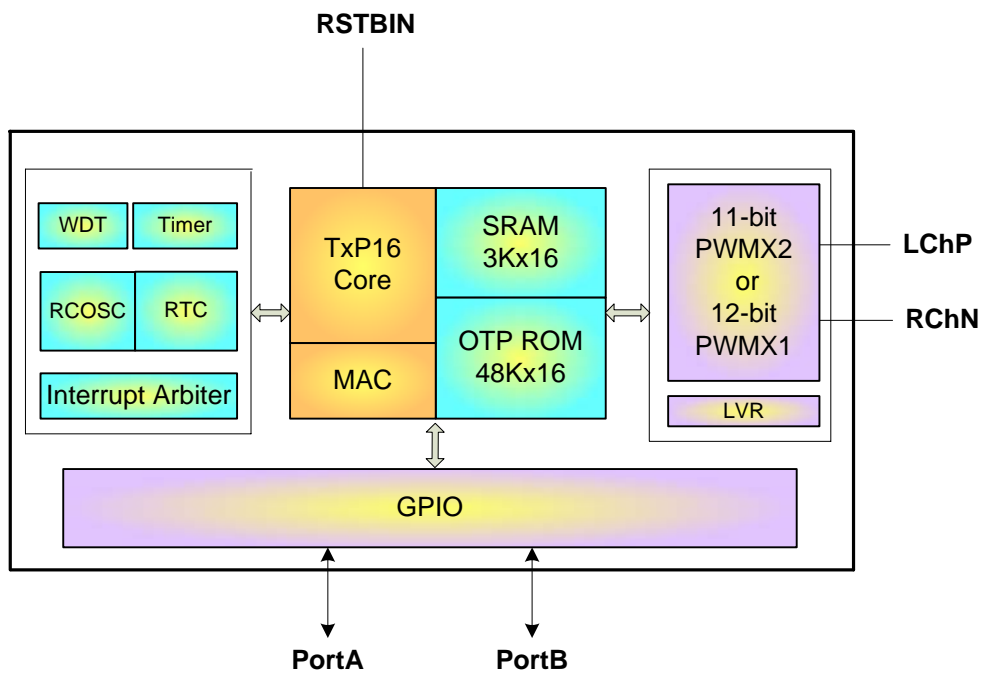 RSTBIN
WDT
Timer
RCOSC
RTC
Interrupt Arbiter
TxP16
Core
MAC
SRAM
3Kx16
OTP ROM
48Kx16
11-bit
PWMX2
or
12-bit
PWMX1
LVR
LChP
RChN
GPIO
PortA
PortB